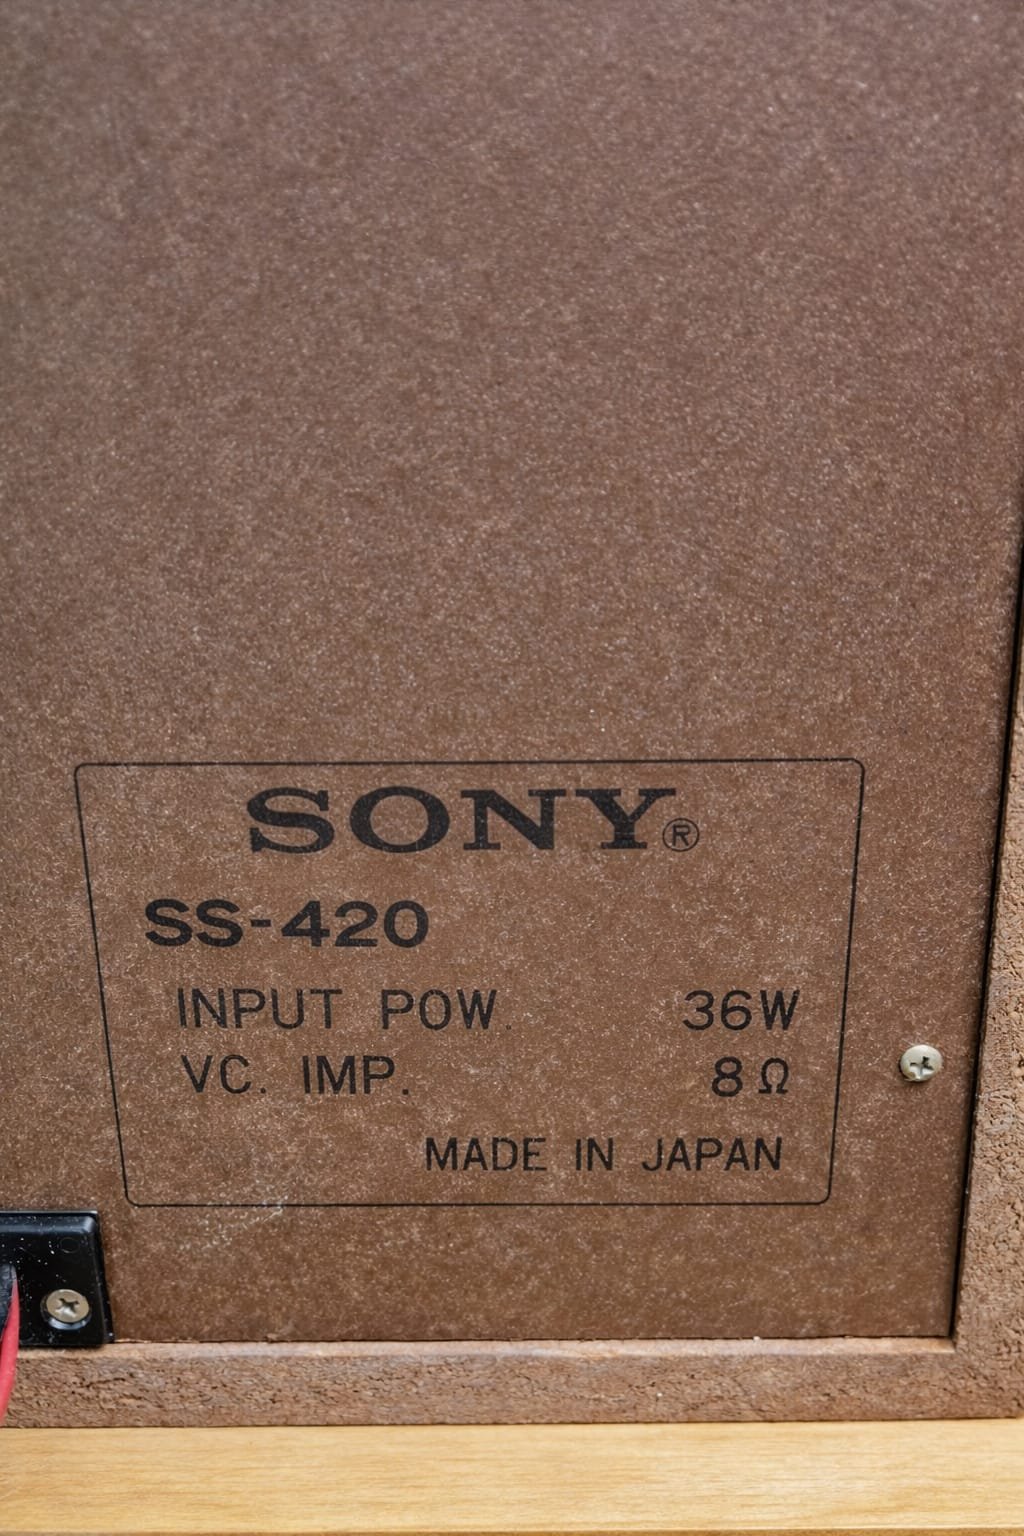 SONY®
SS-420
INPUT POW. 36W
VC. IMP. 8Ω
MADE IN JAPAN